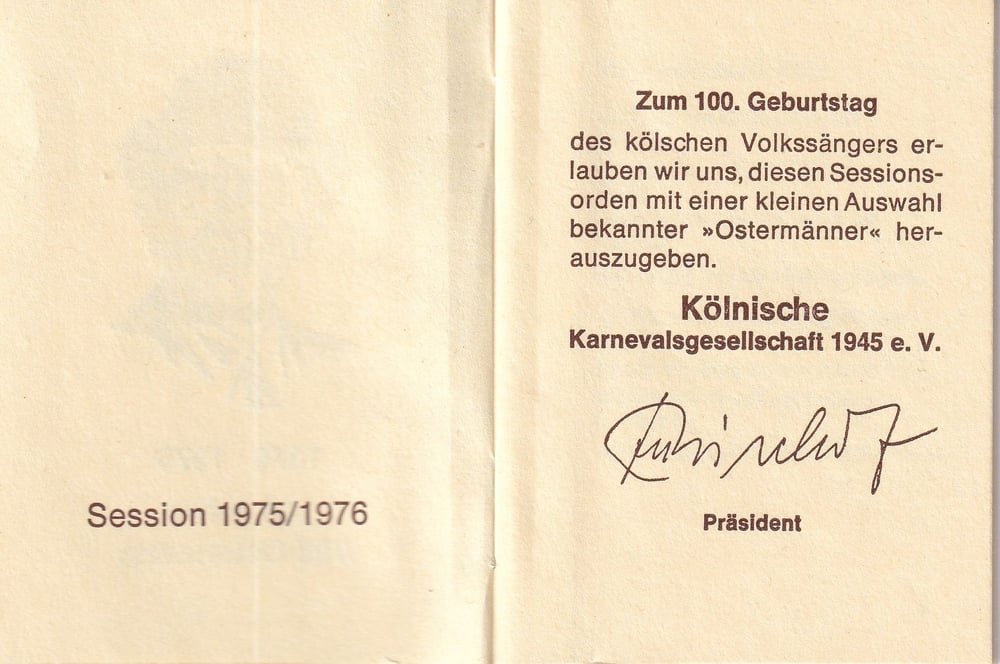 Session 1975/1976
Zum 100. Geburtstag
des kölschen Volkssängers er-
lauben wir uns, diesen Sessions-
orden mit einer kleinen Auswahl
bekannter »Ostermänner« her-
auszugeben.
Kölnische
Karnevalsgesellschaft 1945 e. V.
Präsident